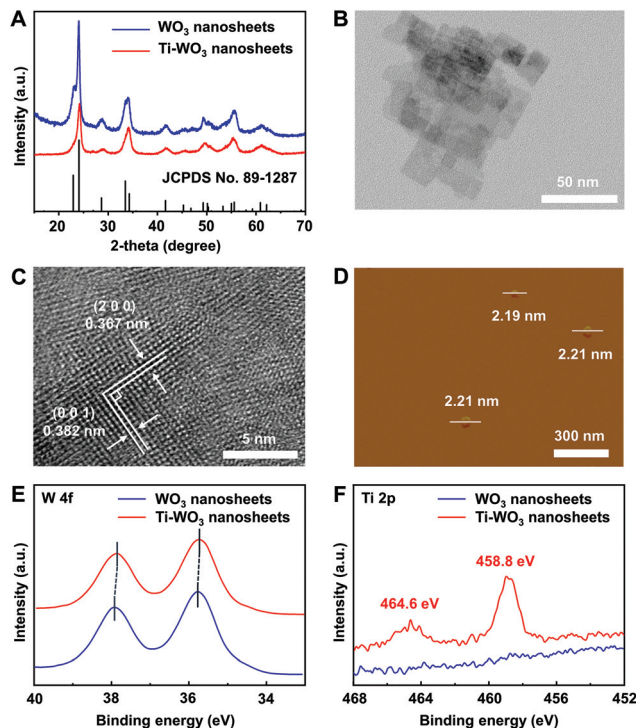 A
WO₃ nanosheets
Ti-WO₃ nanosheets
Intensity (a.u.)
JCPDS No. 89-1287
20 30 40 50 60 70
2-theta (degree)
B
50 nm
C
(2 0 0)
0.367 nm
(0 0 1)
0.382 nm
5 nm
D
2.19 nm
2.21 nm
2.21 nm
300 nm
E
W 4f
WO₃ nanosheets
Ti-WO₃ nanosheets
Intensity (a.u.)
40 38 36 34
Binding energy (eV)
F
Ti 2p
WO₃ nanosheets
Ti-WO₃ nanosheets
458.8 eV
464.6 eV
Intensity (a.u.)
468 464 460 456 452
Binding energy (eV)